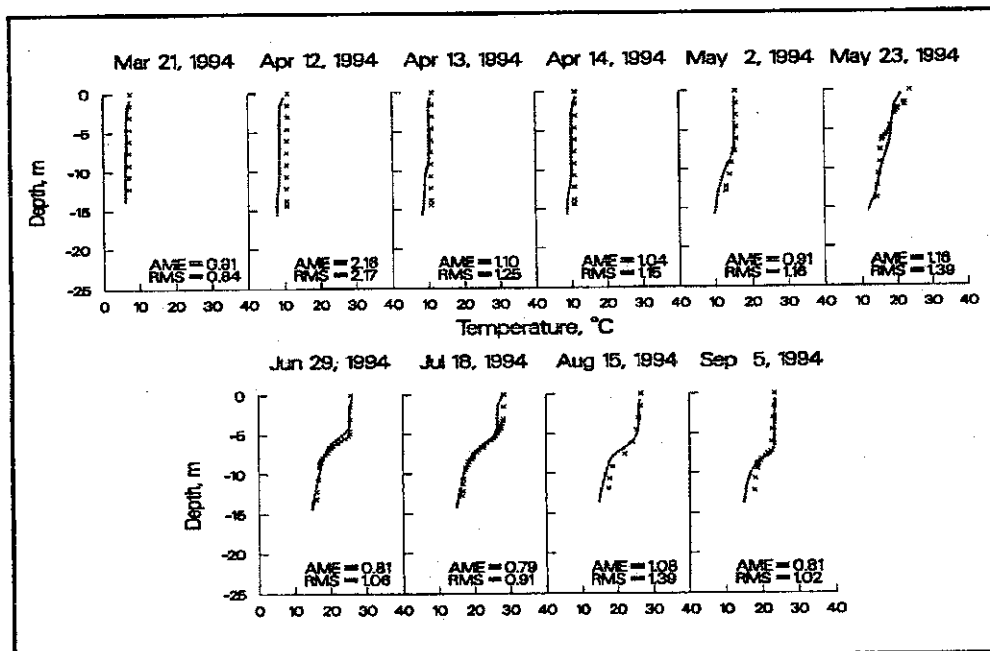 Mar 21, 1994 Apr 12, 1994 Apr 13, 1994 Apr 14, 1994 May 2, 1994 May 23, 1994
0
-5
-10
-15
-20
-25
Depth, m
AME = 0.81 AME = 2.16 AME = 1.10 AME = 1.04 AME = 0.91 AME = 1.16
RMS = 0.84 RMS = 2.17 RMS = 1.25 RMS = 1.15 RMS = 1.16 RMS = 1.39
0 10 20 30 40 10 20 30 40 10 20 30 40 10 20 30 40 10 20 30 40 10 20 30 40
Temperature, °C
Jun 29, 1994 Jul 18, 1994 Aug 15, 1994 Sep 5, 1994
0
-5
-10
-15
-20
-25
Depth, m
AME = 0.81 AME = 0.79 AME = 1.08 AME = 0.81
RMS = 1.06 RMS = 0.91 RMS = 1.39 RMS = 1.02
0 10 20 30 40 10 20 30 40 10 20 30 40 10 20 30 40